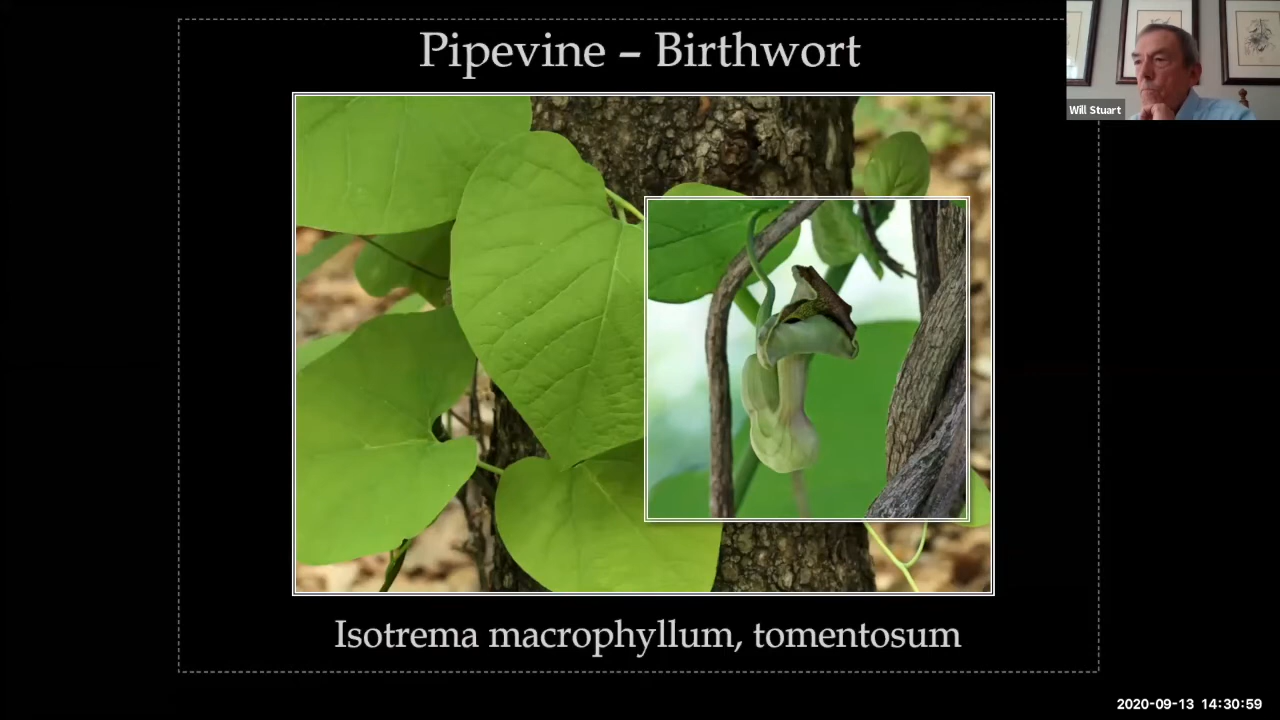 Pipevine – Birthwort
Will Stuart
Isotrema macrophyllum, tomentosum
2020-09-13 14:30:59